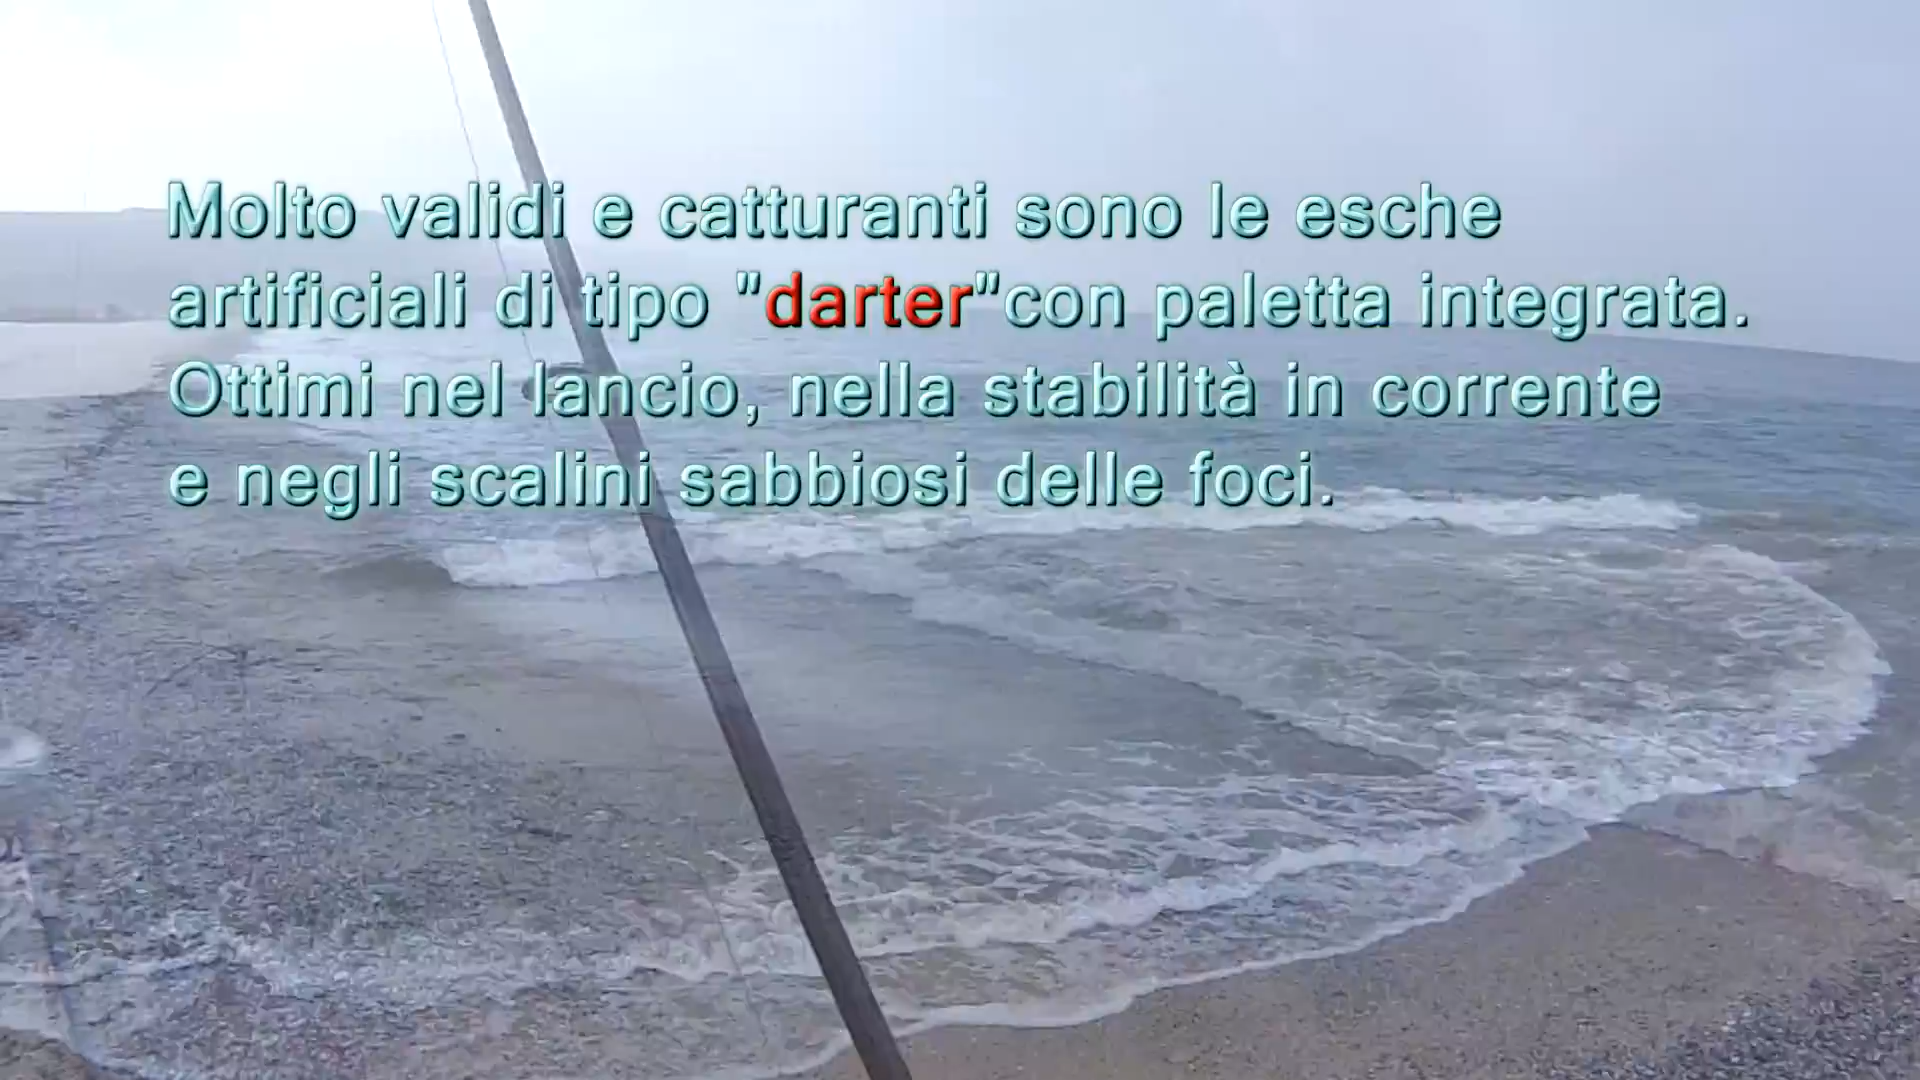 Molto validi e catturanti sono le esche
artificiali di tipo "darter"con paletta integrata.
Ottimi nel lancio, nella stabilità in corrente
e negli scalini sabbiosi delle foci.